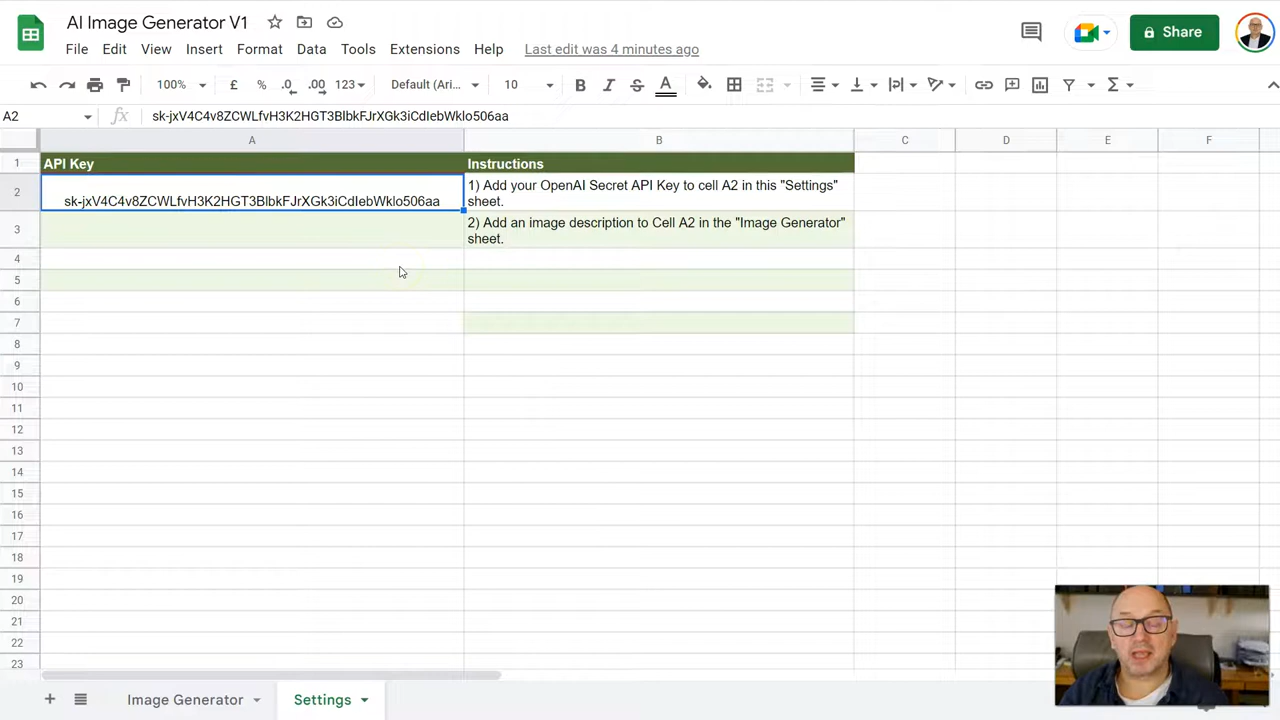 AI Image Generator V1
File Edit View Insert Format Data Tools Extensions Help Last edit was 4 minutes ago
Share
100% £ % .0 .00 123 Default (Ari... 10 B I S A Σ
A2 fx
A B C D E F
1 API Key Instructions
2 1) Add your OpenAI Secret API Key to cell A2 in this "Settings"
sheet.
3 2) Add an image description to Cell A2 in the "Image Generator"
sheet.
4
5
6
7
8
9
10
11
12
13
14
15
16
17
18
19
20
21
22
23
Image Generator Settings